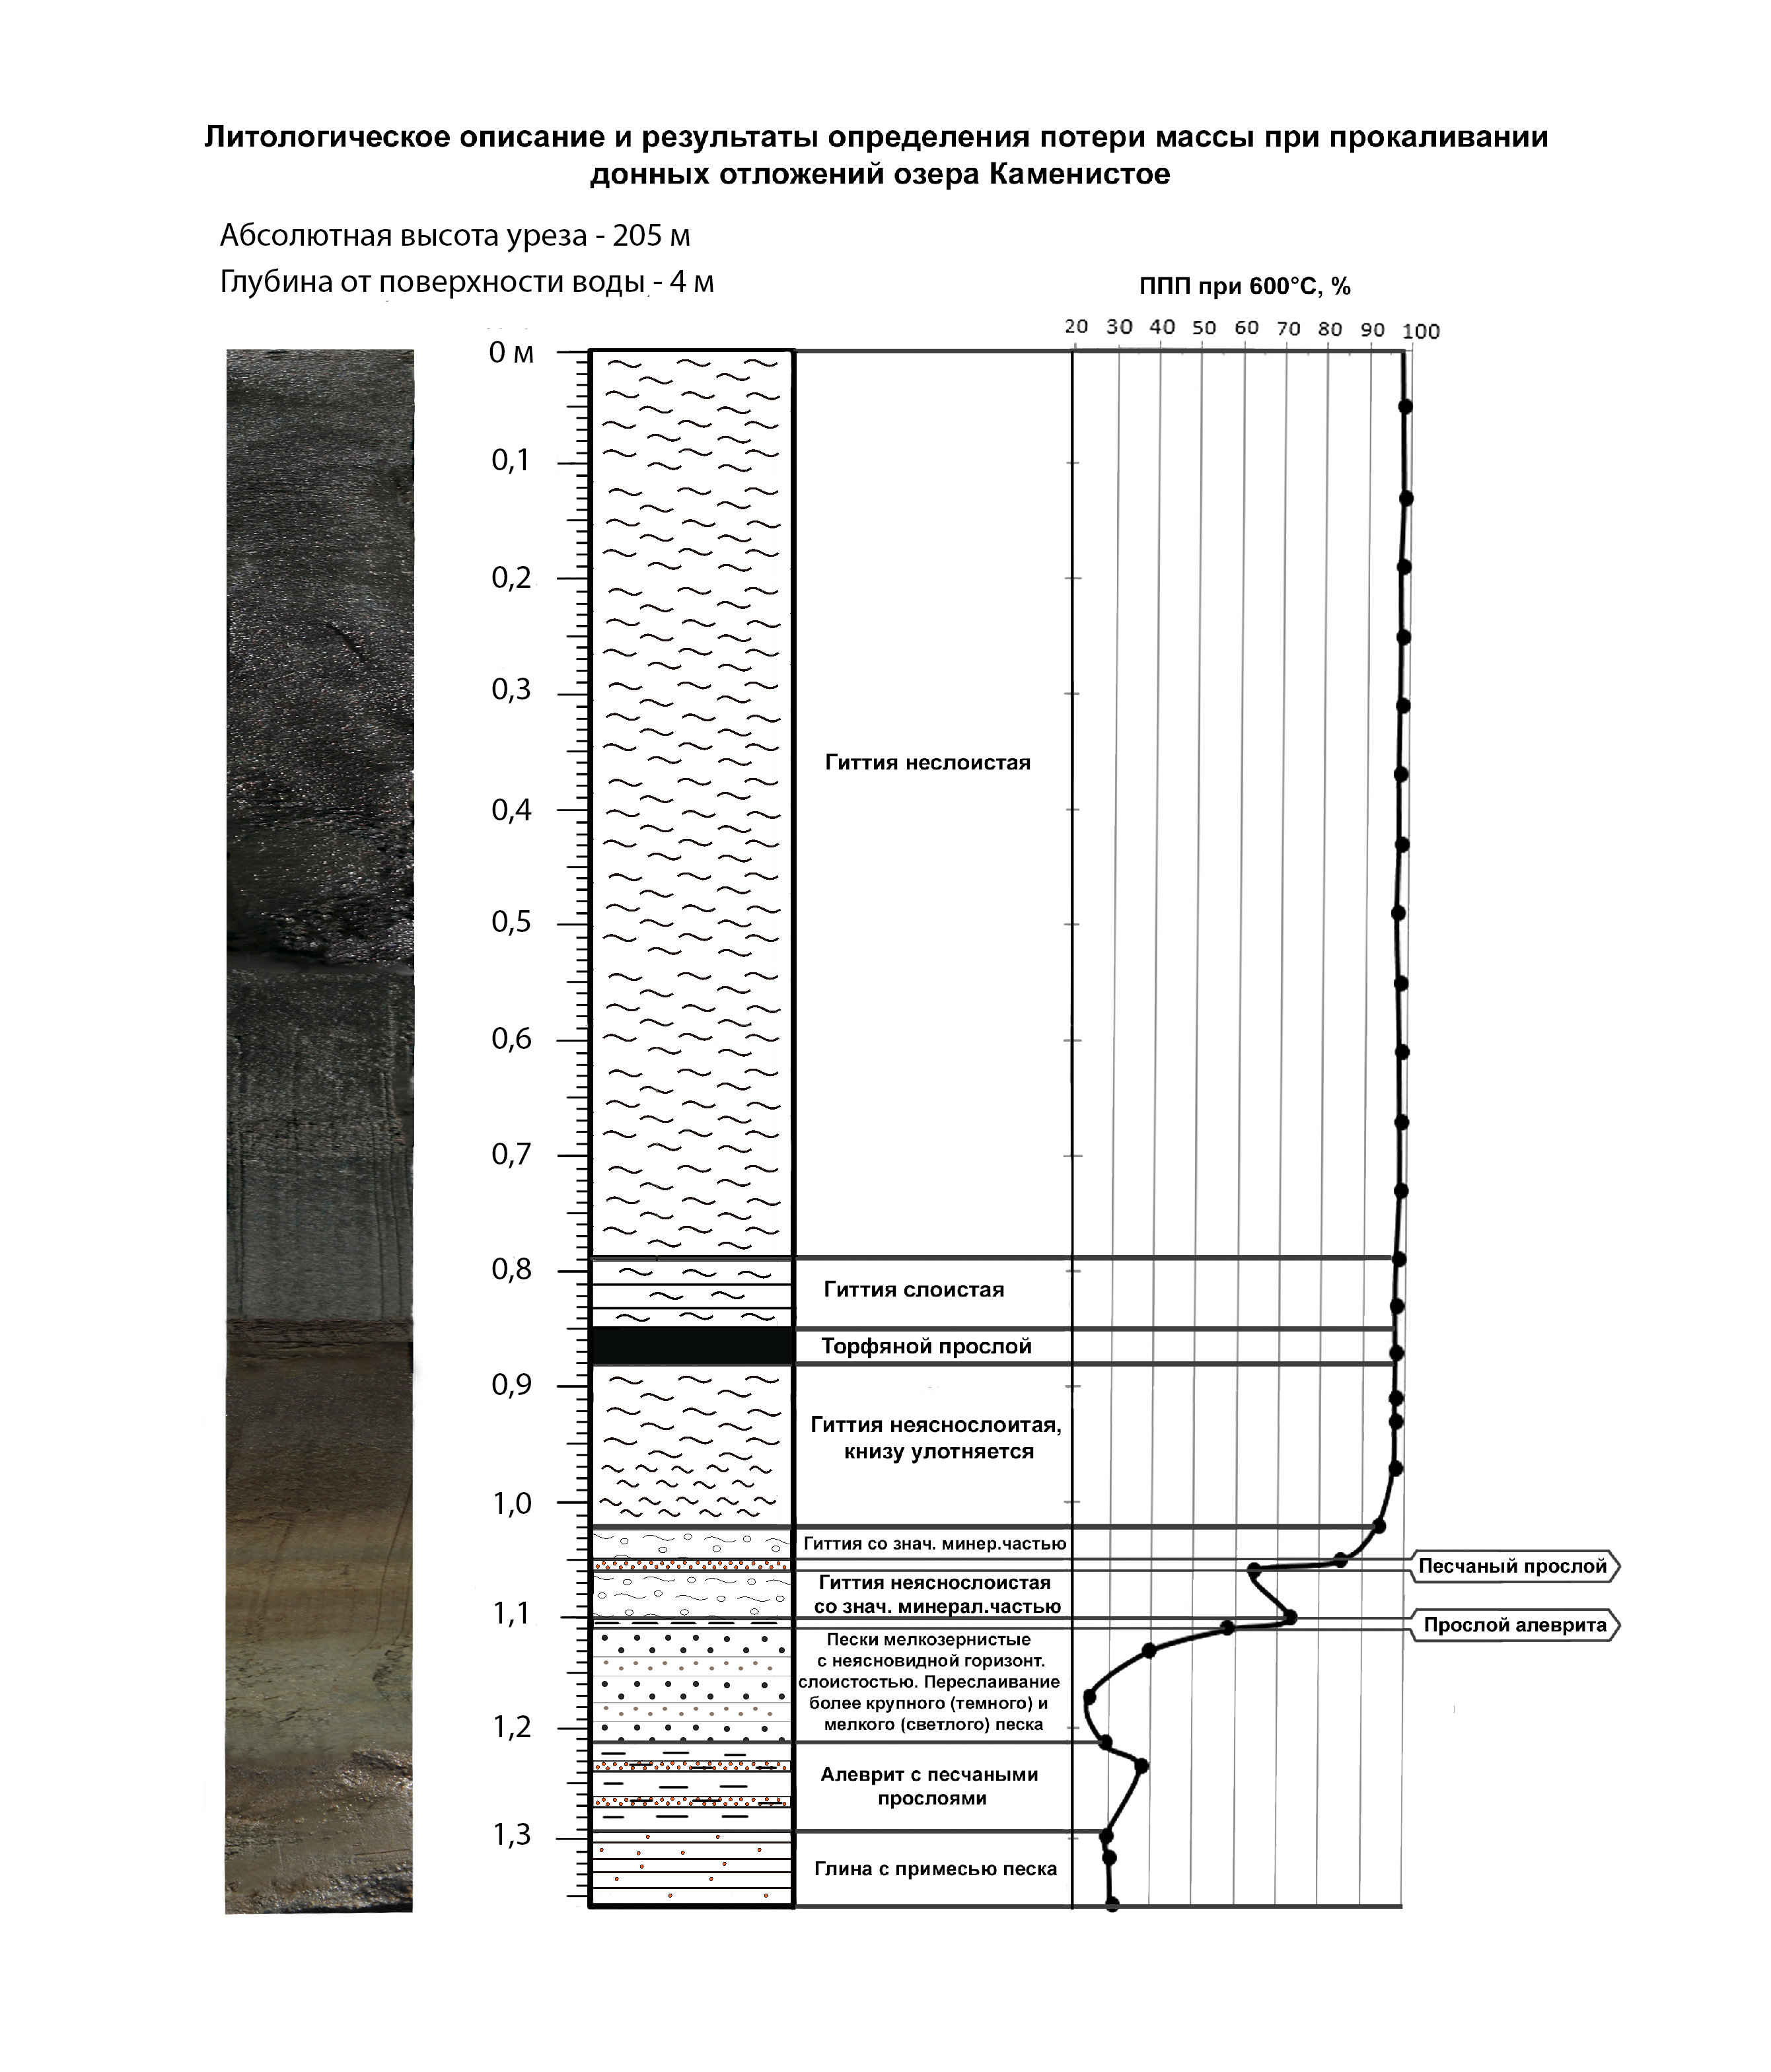 Литологическое описание и результаты определения потери массы при прокаливании
донных отложений озера Каменистое
Абсолютная высота уреза - 205 м
Глубина от поверхности воды - 4 м
ППП при 600°C, %
20 30 40 50 60 70 80 90 100
0 м
0,1
0,2
0,3
Гиттия неслоистая
0,4
0,5
0,6
0,7
0,8
Гиттия слоистая
Торфяной прослой
0,9
Гиттия неяснослоитая,
книзу улотняется
1,0
Гиттия со знач. минер.частью
Песчаный прослой
Гиттия неяснослоистая
со знач. минерал.частью
1,1
Прослой алеврита
Пески мелкозернистые
с неясновидной горизонт.
слоистостью. Переслаивание
более крупного (темного) и
мелкого (светлого) песка
1,2
Алеврит с песчаными
прослоями
1,3
Глина с примесью песка